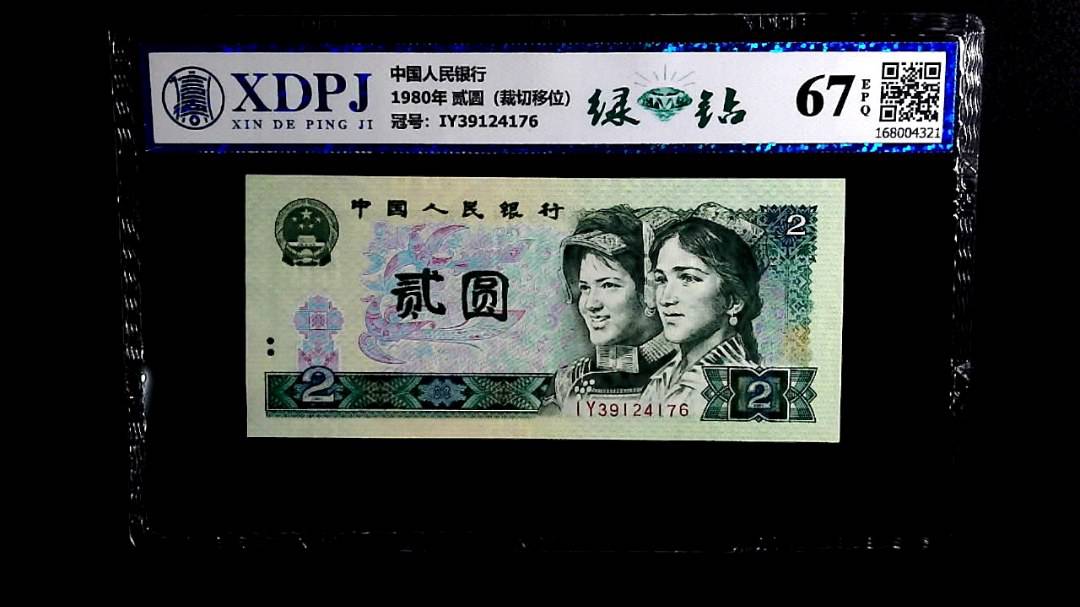 XDPJ
XIN DE PING JI
中国人民银行
1980年 贰圆（裁切移位）
冠号：IY39124176
绿钻
67
EPQ
168004321
中国人民银行
2
贰圆
2
IY39124176
2